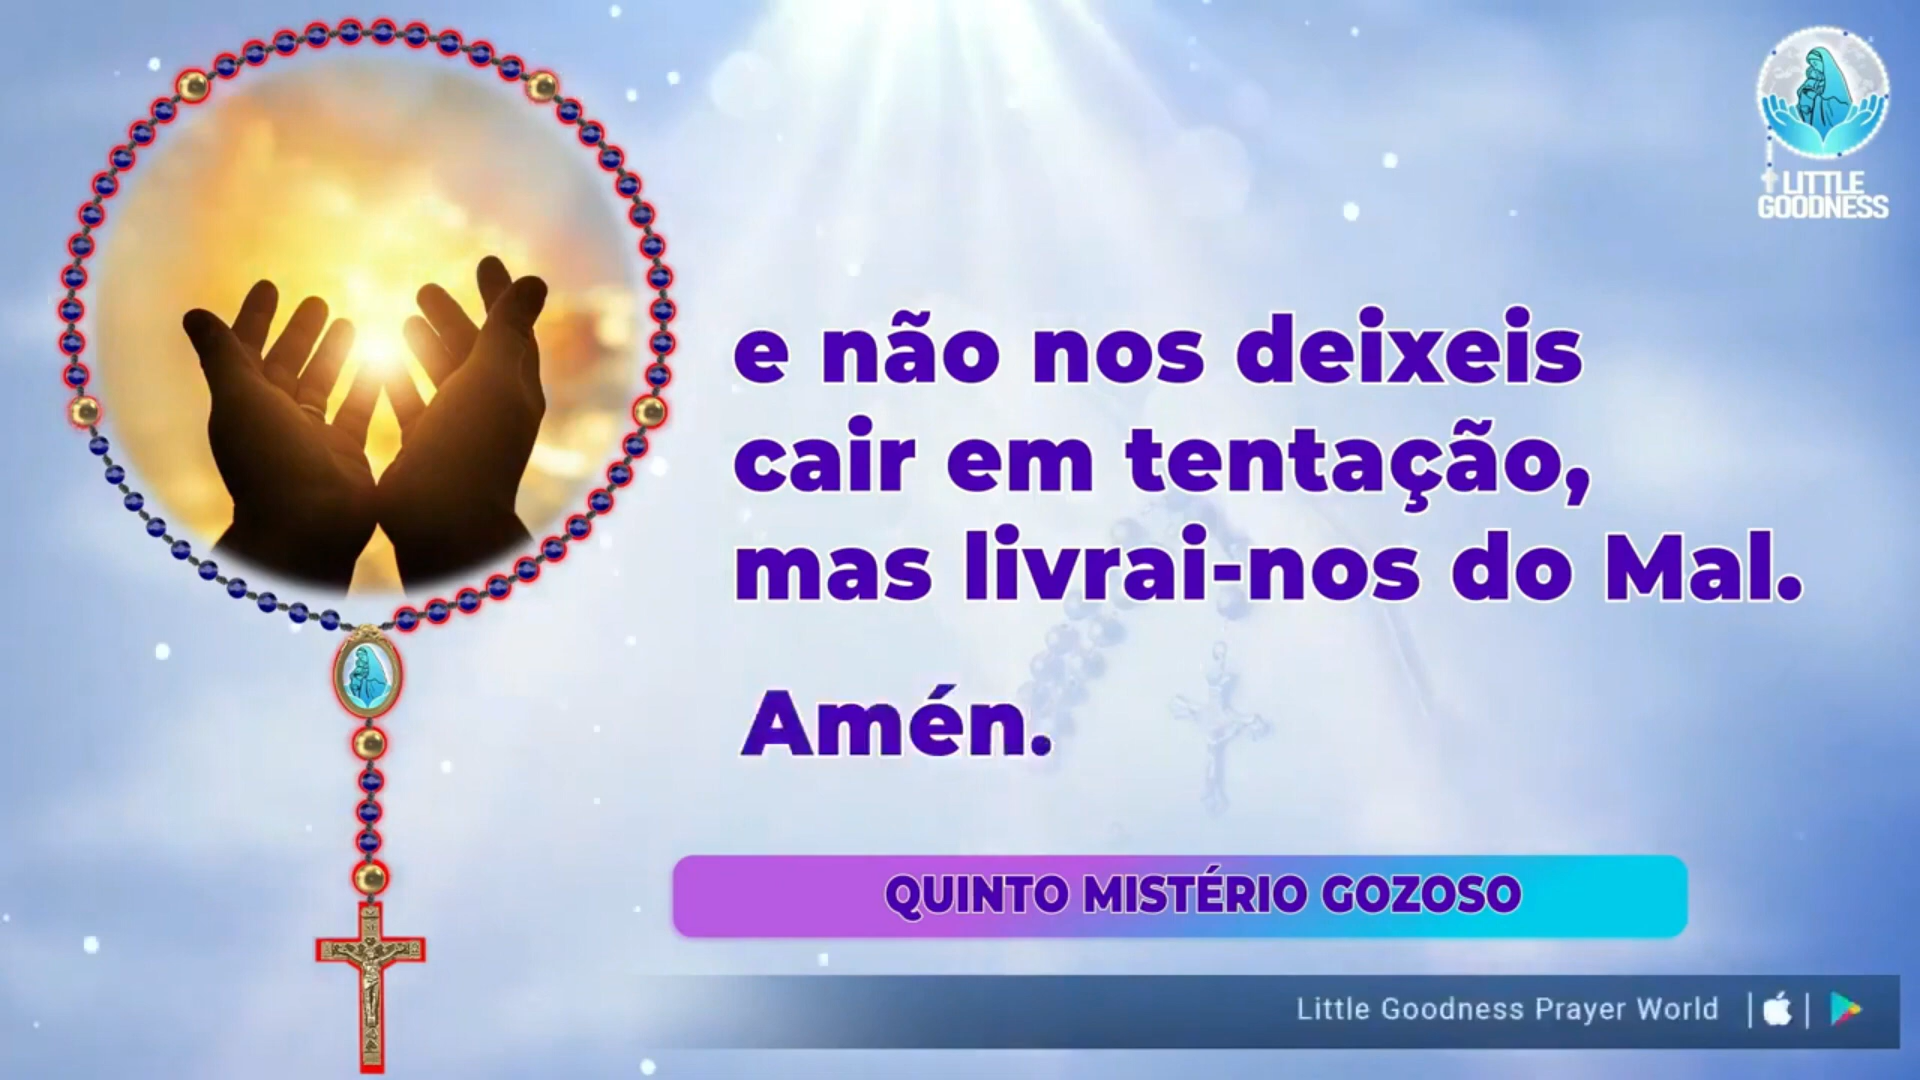 LITTLE
GOODNESS
e não nos deixeis
cair em tentação,
mas livrai-nos do Mal.
Amén.
QUINTO MISTÉRIO GOZOSO
Little Goodness Prayer World